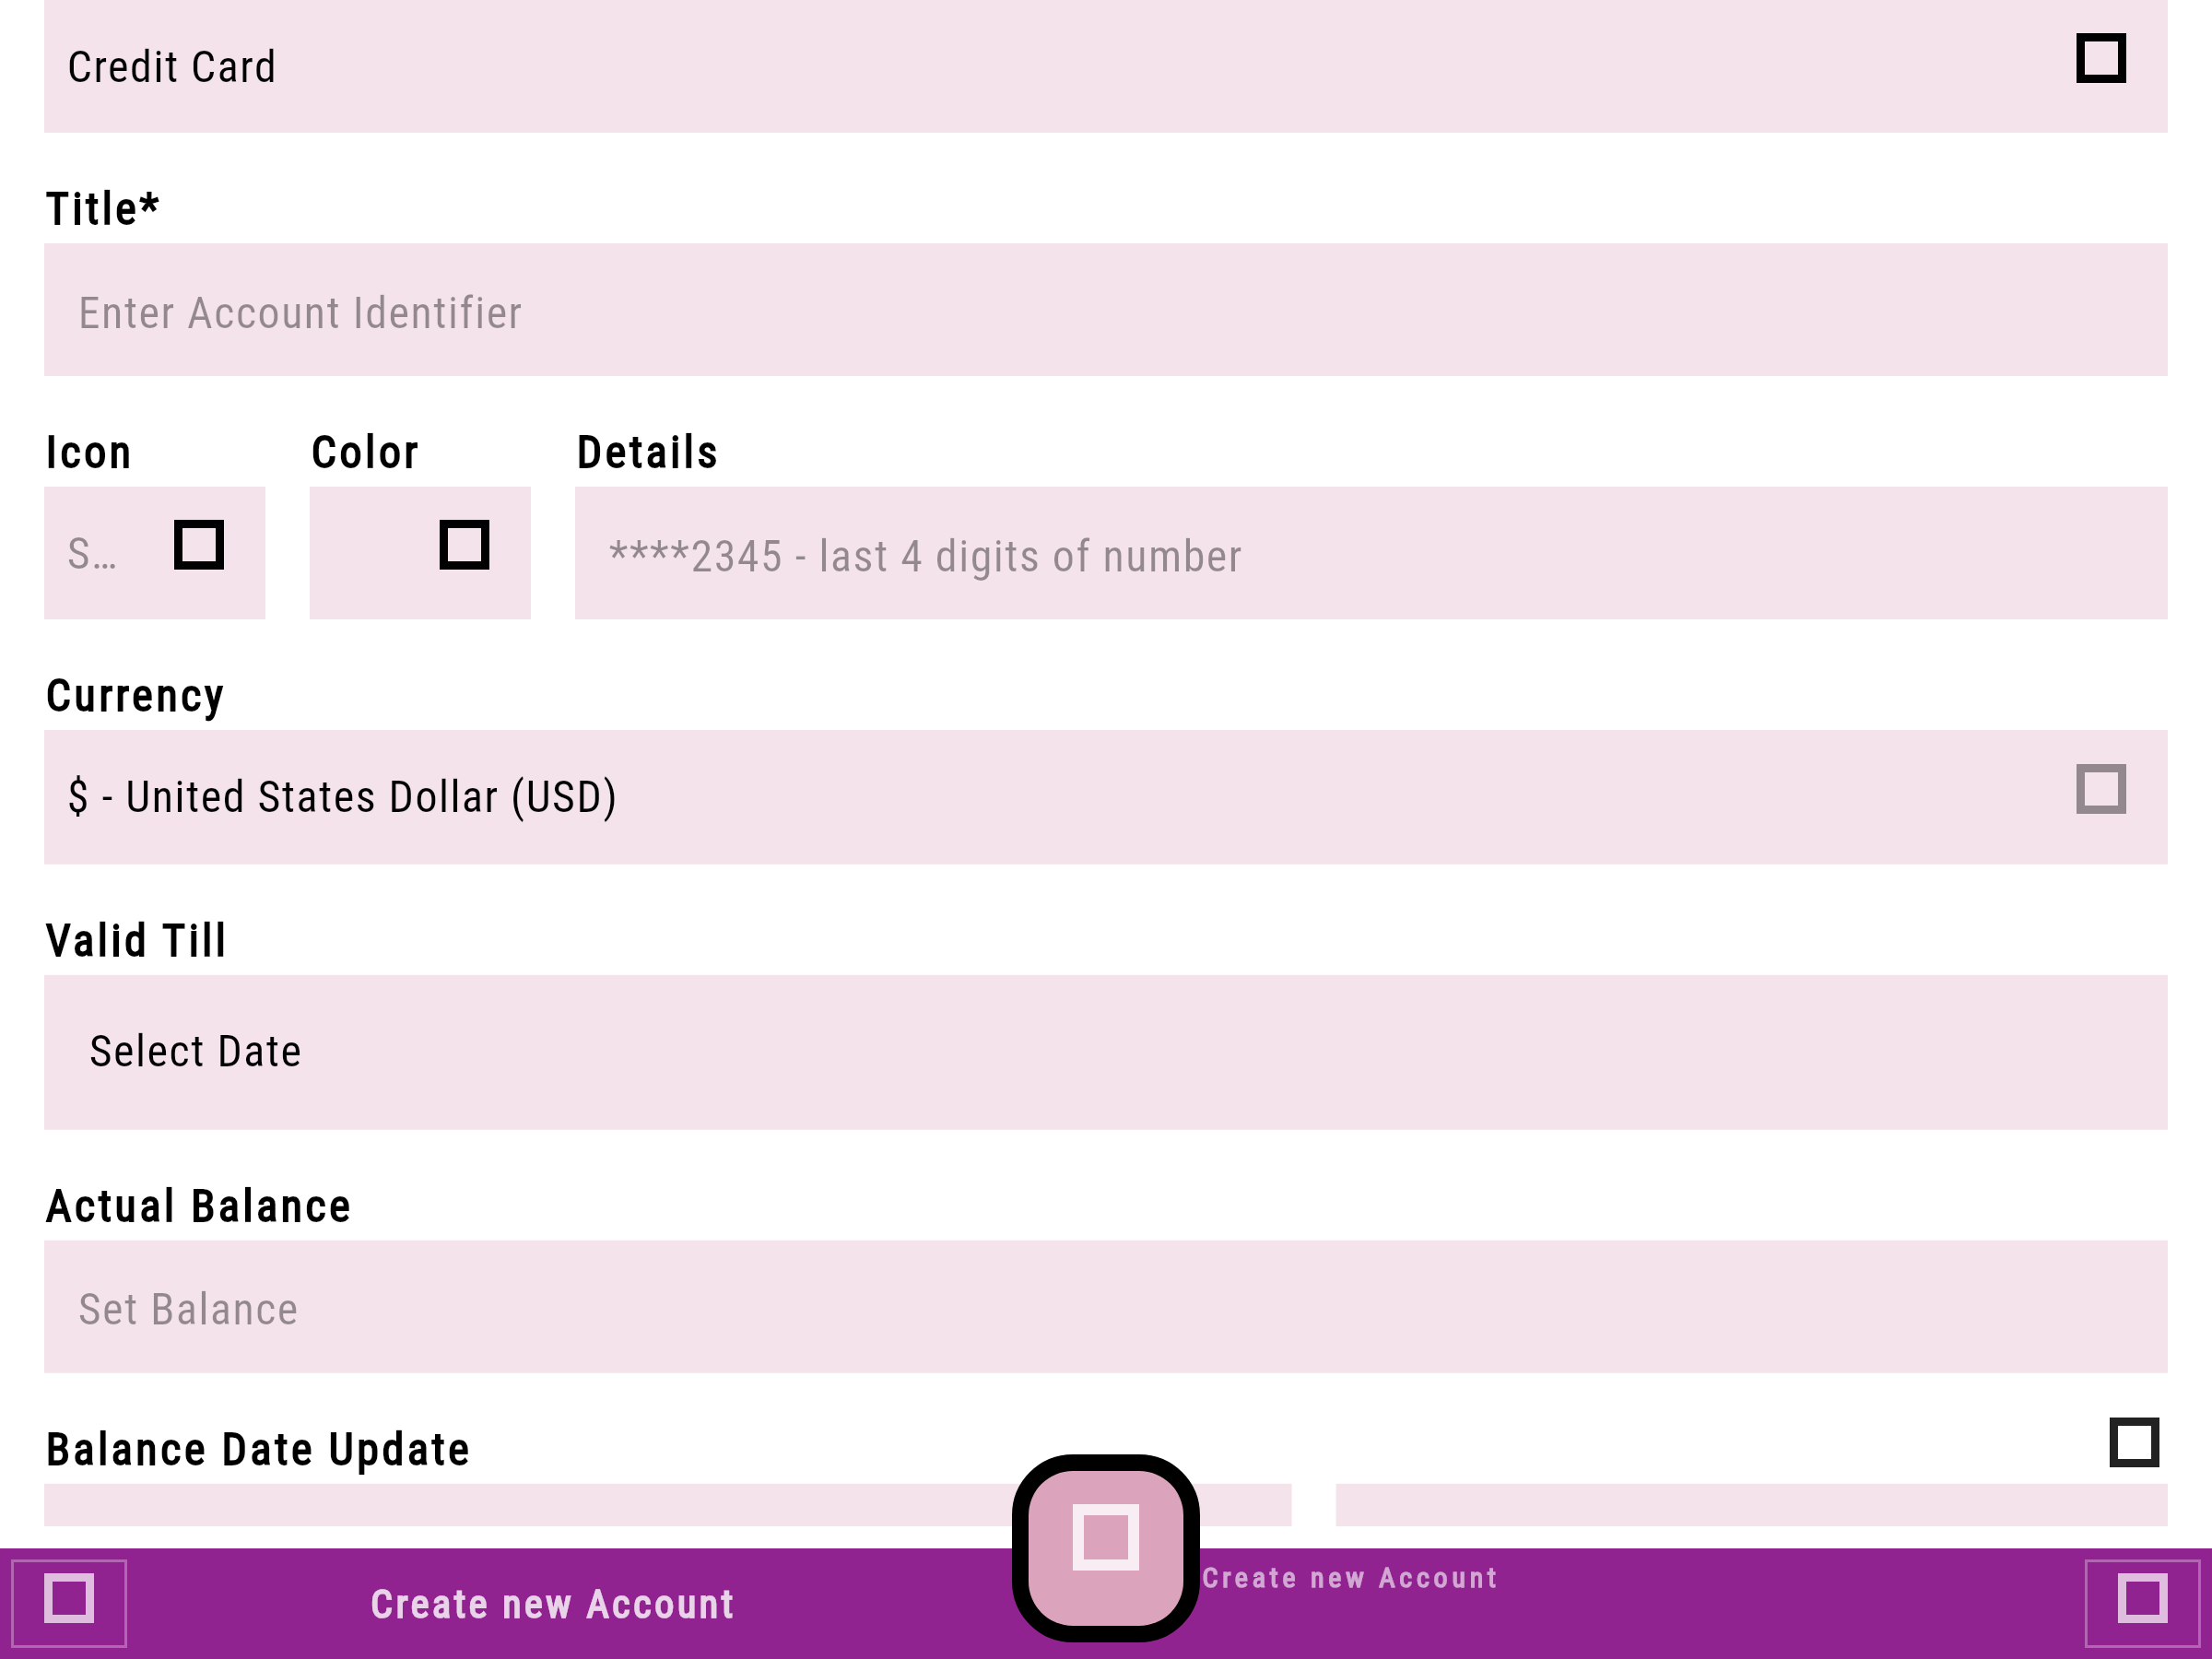 Credit Card
Title*
Enter Account Identifier
Icon Color Details
S… ****2345 - last 4 digits of number
Currency
$ - United States Dollar (USD)
Valid Till
Select Date
Actual Balance
Set Balance
Balance Date Update
Create new Account
Create new Account